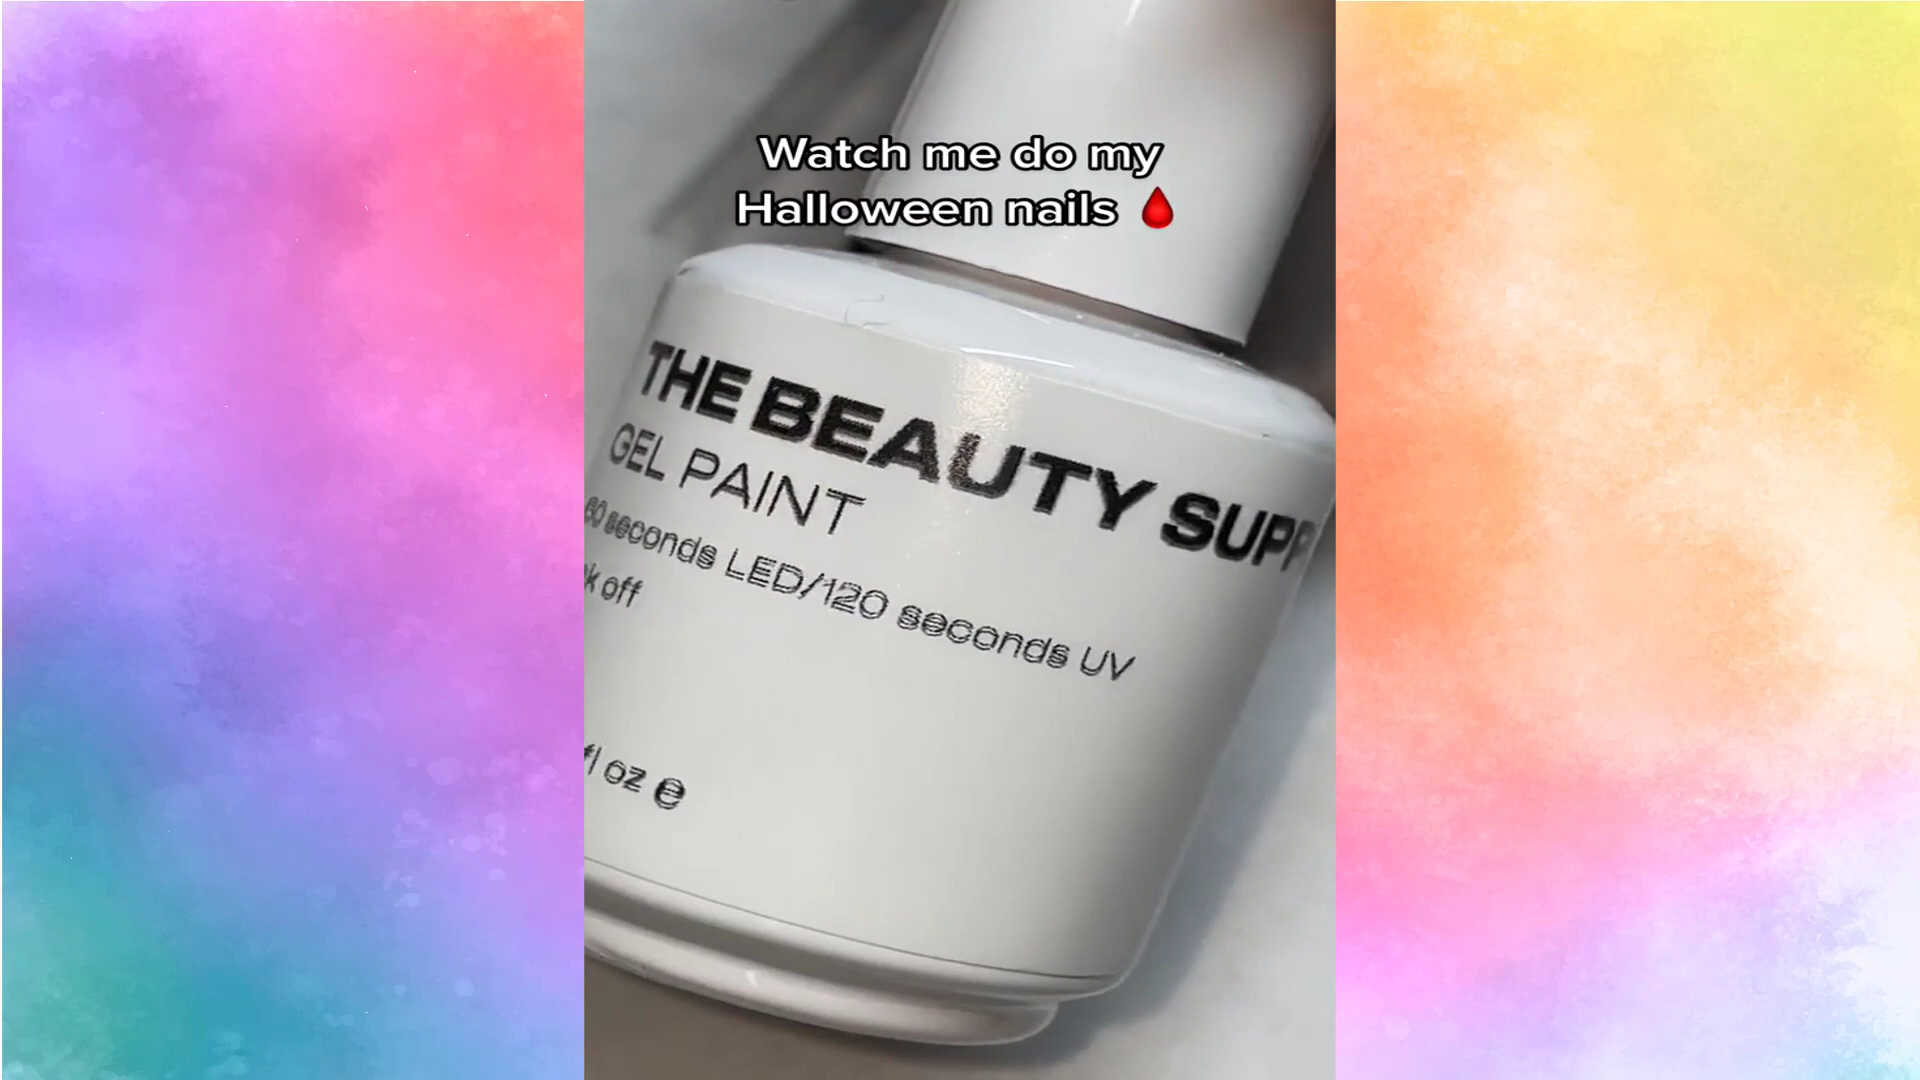 Watch me do my
Halloween nails 🩸
THE BEAUTY SUPP
GEL PAINT
60 seconds LED/120 seconds UV
k off
fl oz ℮